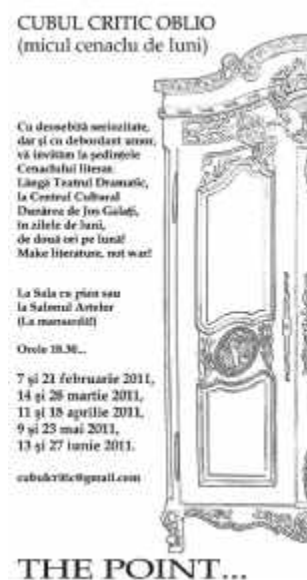 CUBUL CRITIC OBLIO
(micul cenaclu de luni)
Cu deosebită seriozitate,
dar și cu debordant umor,
vă invităm la ședințele
Cenaclului literar.
Lângă Teatrul Dramatic,
la Centrul Cultural
Dunărea de Jos Galați,
în zilele de luni,
de două ori pe lună!
Make literature, not war!
La Sala cu pian sau
la Salonul Artelor
(La mansardă!)
Orele 18.30...
7 și 21 februarie 2011,
14 și 28 martie 2011,
11 și 18 aprilie 2011,
9 și 23 mai 2011,
13 și 27 iunie 2011.
cubulcritic@gmail.com
THE POINT...